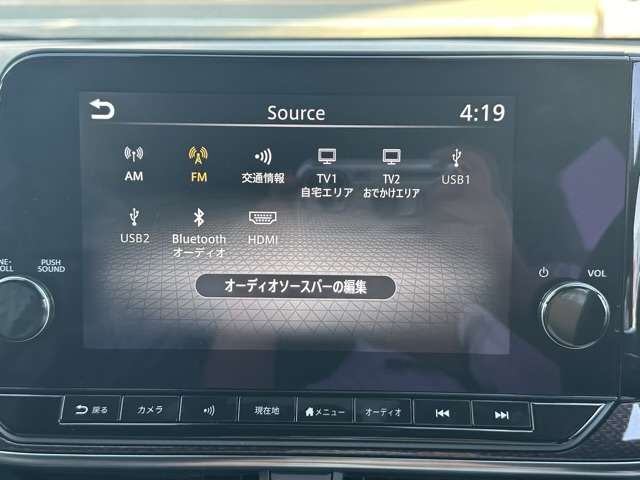 Source
4:19
AM
FM
交通情報
TV1
自宅エリア
TV2
おでかけエリア
USB1
USB2
Bluetooth
オーディオ
HDMI
オーディオソースバーの編集
PUSH
SOUND
VOL
戻る
カメラ
現在地
メニュー
オーディオ